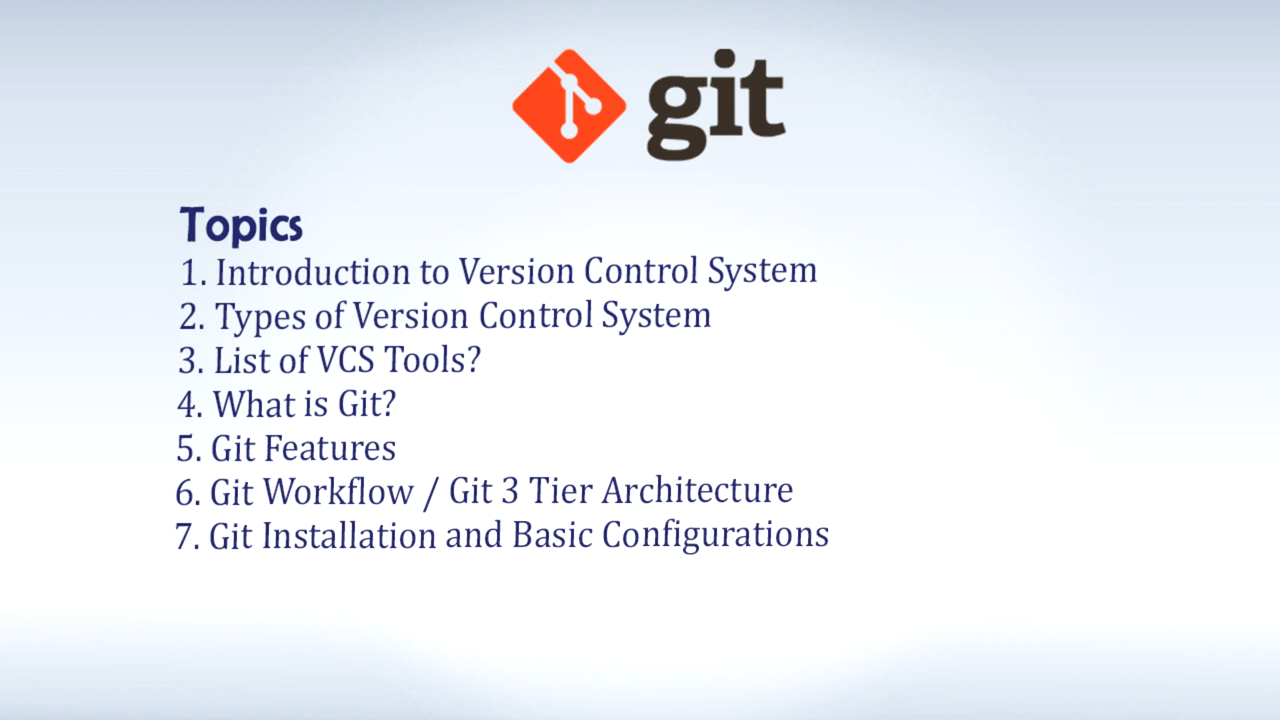 git
Topics
1. Introduction to Version Control System
2. Types of Version Control System
3. List of VCS Tools?
4. What is Git?
5. Git Features
6. Git Workflow / Git 3 Tier Architecture
7. Git Installation and Basic Configurations